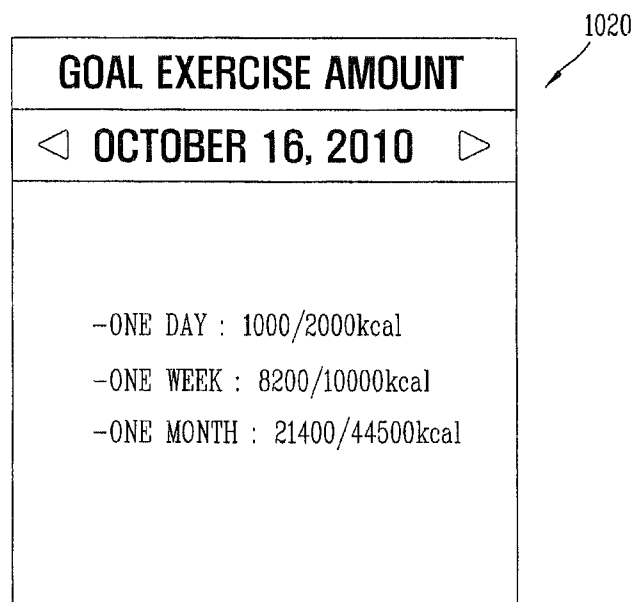 1020
GOAL EXERCISE AMOUNT
OCTOBER 16, 2010
-ONE DAY : 1000/2000kcal
-ONE WEEK : 8200/10000kcal
-ONE MONTH : 21400/44500kcal